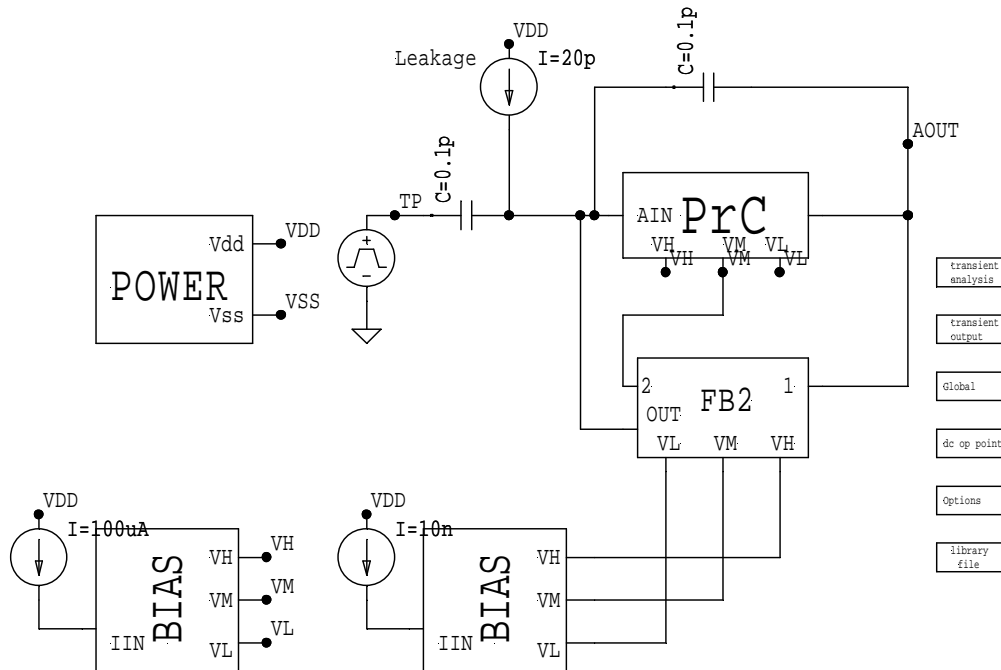 VDD
Leakage
I=20p
C=0.1p
AOUT
C=0.1p
TP
AIN
PrC
VH
VM
VL
VH
VM
VL
Vdd
VDD
POWER
Vss
VSS
+
−
transient
analysis
transient
output
Global
dc op point
Options
library
file
2
1
FB2
OUT
VL
VM
VH
VDD
I=100uA
BIAS
VH
VH
VM
VM
VL
VL
IIN
VDD
I=10n
BIAS
VH
VM
VL
IIN